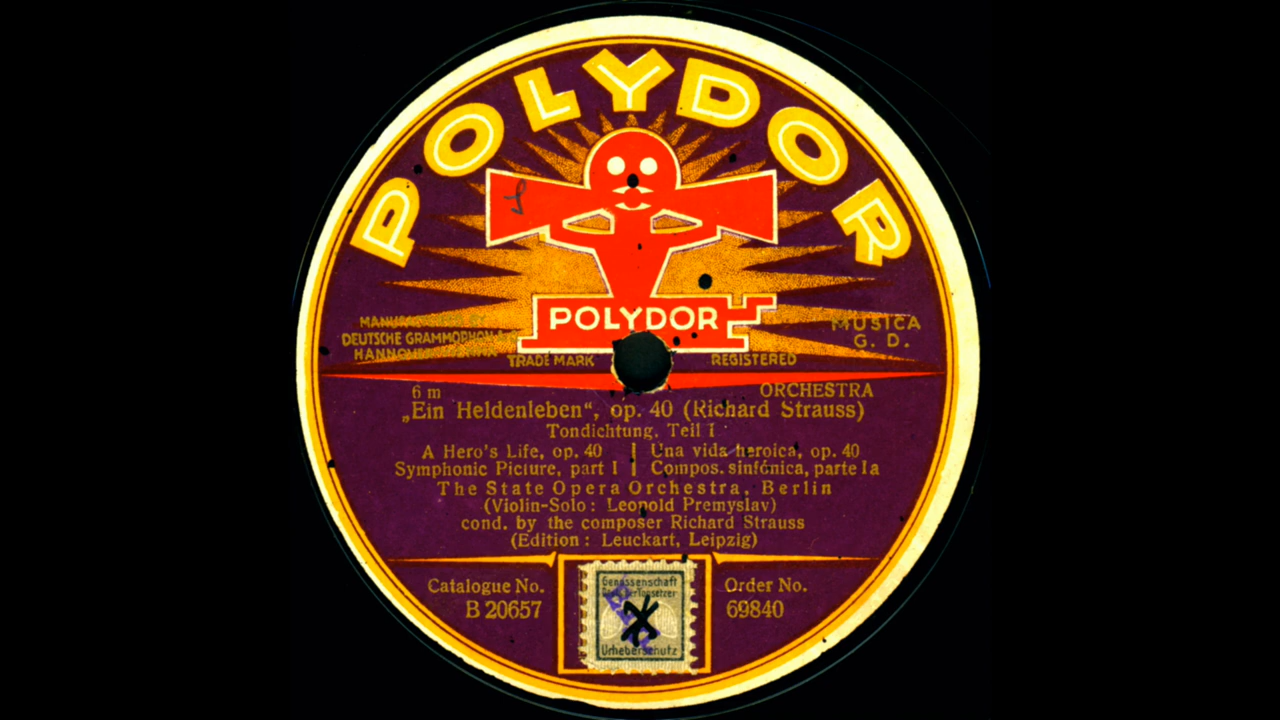 POLYDOR
POLYDOR
DEUTSCHE GRAMMOPHON
MUSICA
G. D.
TRADE MARK REGISTERED
6 m ORCHESTRA
„Ein Heldenleben“, op. 40 (Richard Strauss)
Tondichtung, Teil I
A Hero's Life, op. 40 | Una vida heroica, op. 40
Symphonic Picture, part I | Compos. sinfónica, parte Ia
The State Opera Orchestra, Berlin
(Violin-Solo: Leopold Premyslav)
cond. by the composer Richard Strauss
(Edition: Leuckart, Leipzig)
Catalogue No.
B 20657
Order No.
69840
Genossenschaft
Urheberschutz